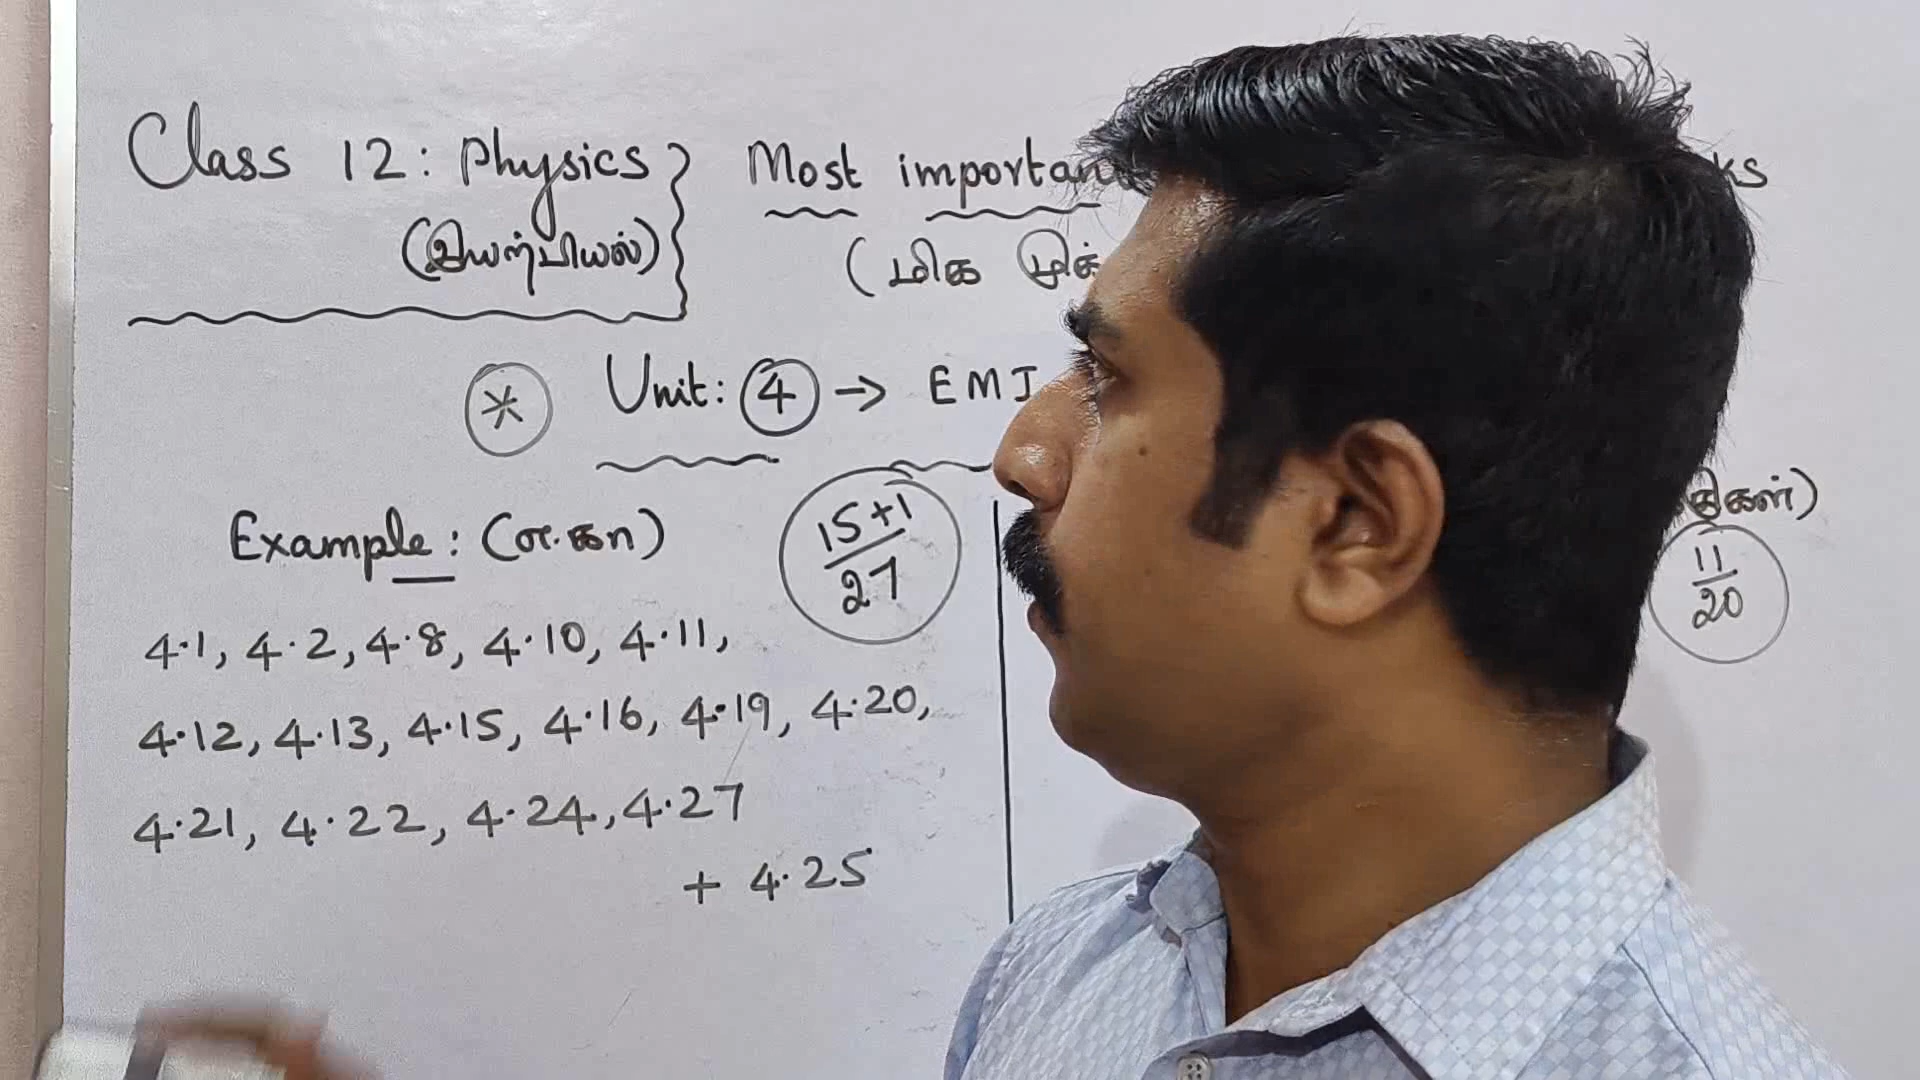 Class 12: Physics Most
(இயற்பியல்) (மிக
* Unit: 4 → EMI
Example: (எ.கா) 15+1/27
11/20
4.1, 4.2, 4.8, 4.10, 4.11,
4.12, 4.13, 4.15, 4.16, 4.19, 4.20,
4.21, 4.22, 4.24, 4.27
+ 4.25